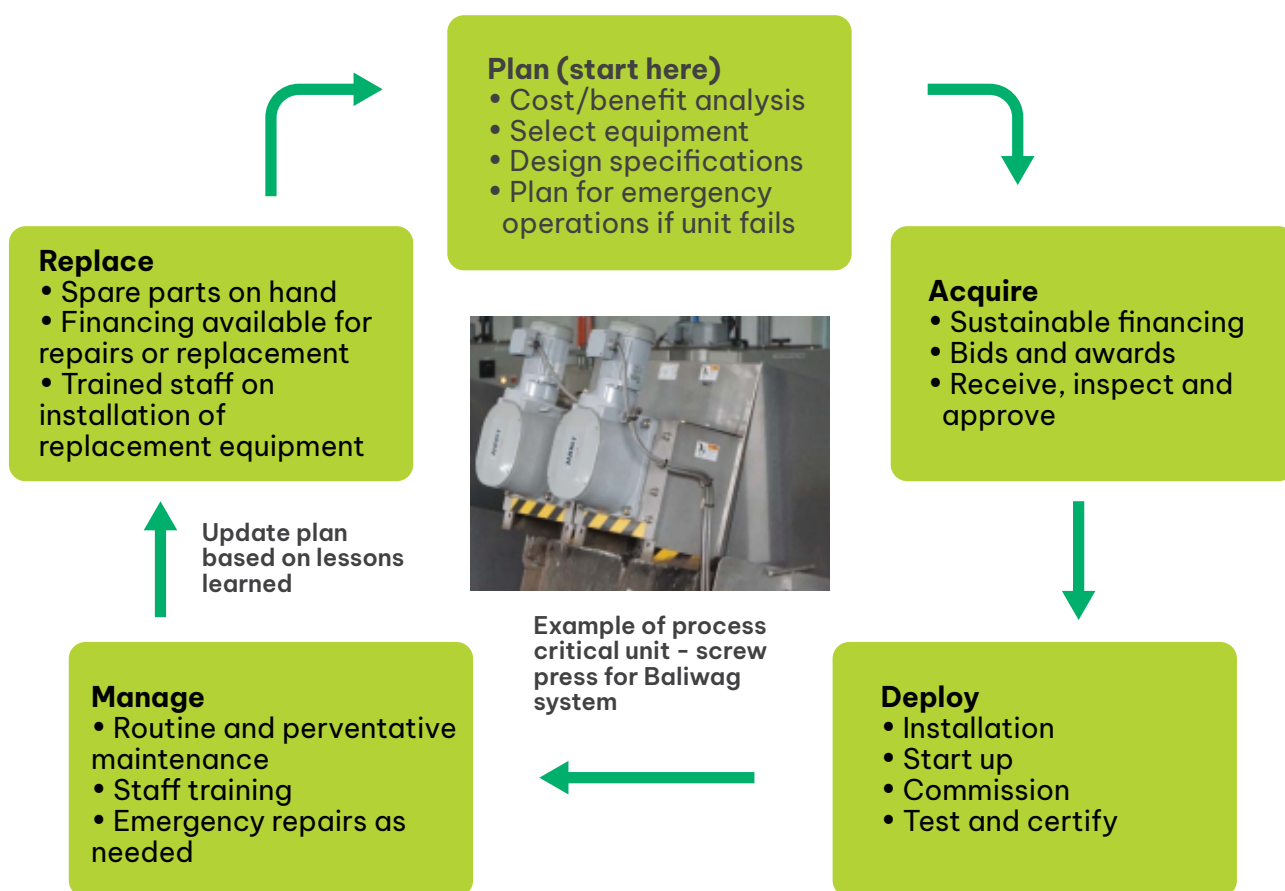 Plan (start here)
• Cost/benefit analysis
• Select equipment
• Design specifications
• Plan for emergency
operations if unit fails
Replace
• Spare parts on hand
• Financing available for
repairs or replacement
• Trained staff on
installation of
replacement equipment
Acquire
• Sustainable financing
• Bids and awards
• Receive, inspect and
approve
Update plan
based on lessons
learned
Example of process
critical unit - screw
press for Baliwag
system
Manage
• Routine and perventative
maintenance
• Staff training
• Emergency repairs as
needed
Deploy
• Installation
• Start up
• Commission
• Test and certify